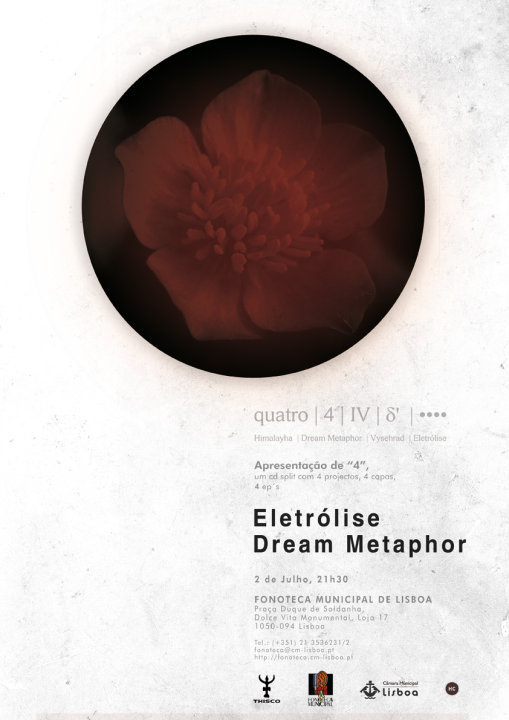 quatro | 4 | IV | δ' | ••••
Himalayha | Dream Metaphor | Vysehrad | Eletrólise
Apresentação de "4",
um cd split com 4 projectos, 4 capas,
4 ep´s
Eletrólise
Dream Metaphor
2 de Julho, 21h30
FONOTECA MUNICIPAL DE LISBOA
Praça Duque de Saldanha,
Dolce Vita Monumental, Loja 17
1050-094 Lisboa
Tel.: (+351) 21 3536231/2
fonoteca@cm-lisboa.pt
http://fonoteca.cm-lisboa.pt
THISCO
FONOTECA
MUNICIPAL
Câmara Municipal
Lisboa
HC